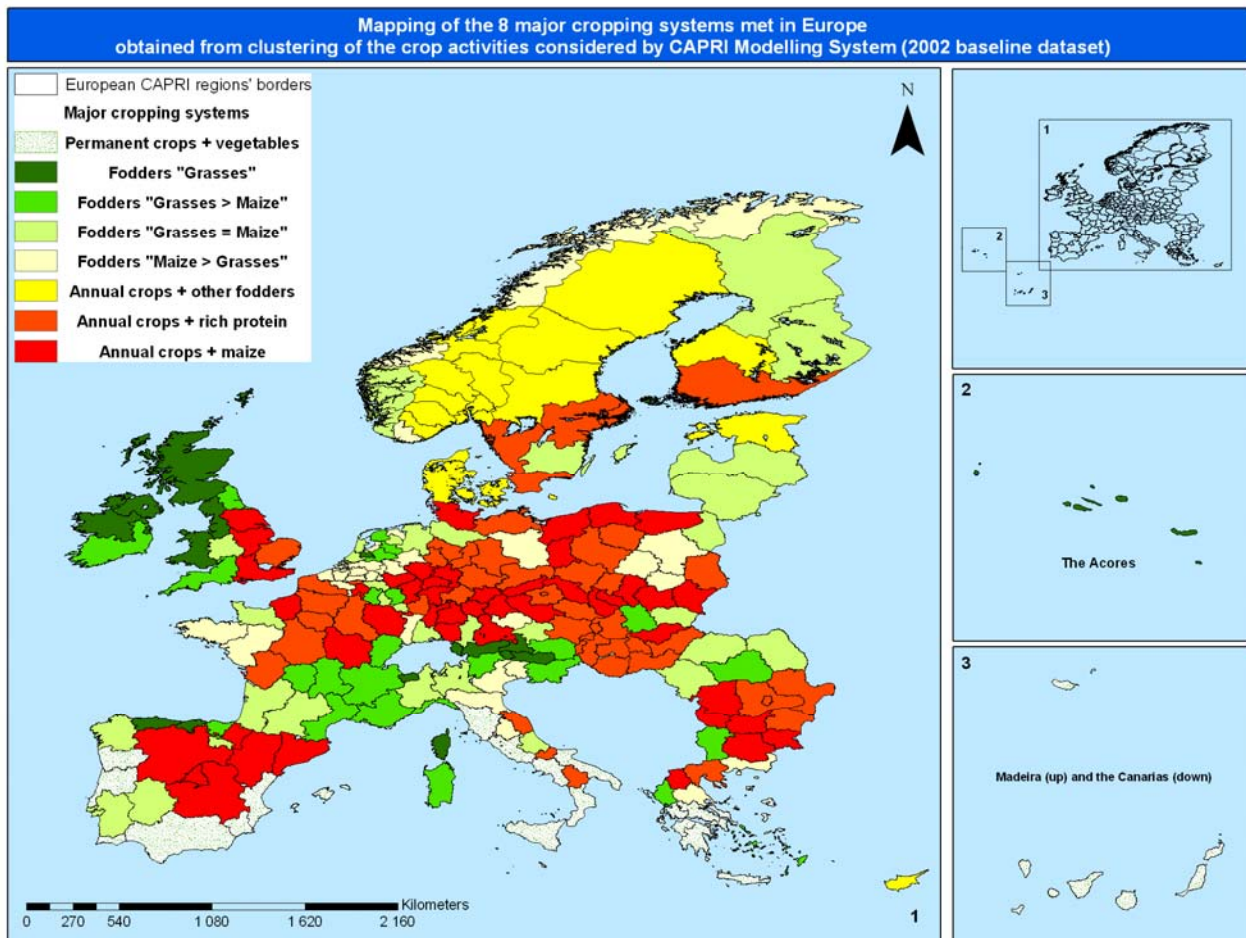 Mapping of the 8 major cropping systems met in Europe
obtained from clustering of the crop activities considered by CAPRI Modelling System (2002 baseline dataset)
European CAPRI regions' borders
Major cropping systems
Permanent crops + vegetables
Fodders "Grasses"
Fodders "Grasses > Maize"
Fodders "Grasses = Maize"
Fodders "Maize > Grasses"
Annual crops + other fodders
Annual crops + rich protein
Annual crops + maize
N
Kilometers
0 270 540 1 080 1 620 2 160
1
1
2
3
2
The Acores
3
Madeira (up) and the Canarias (down)